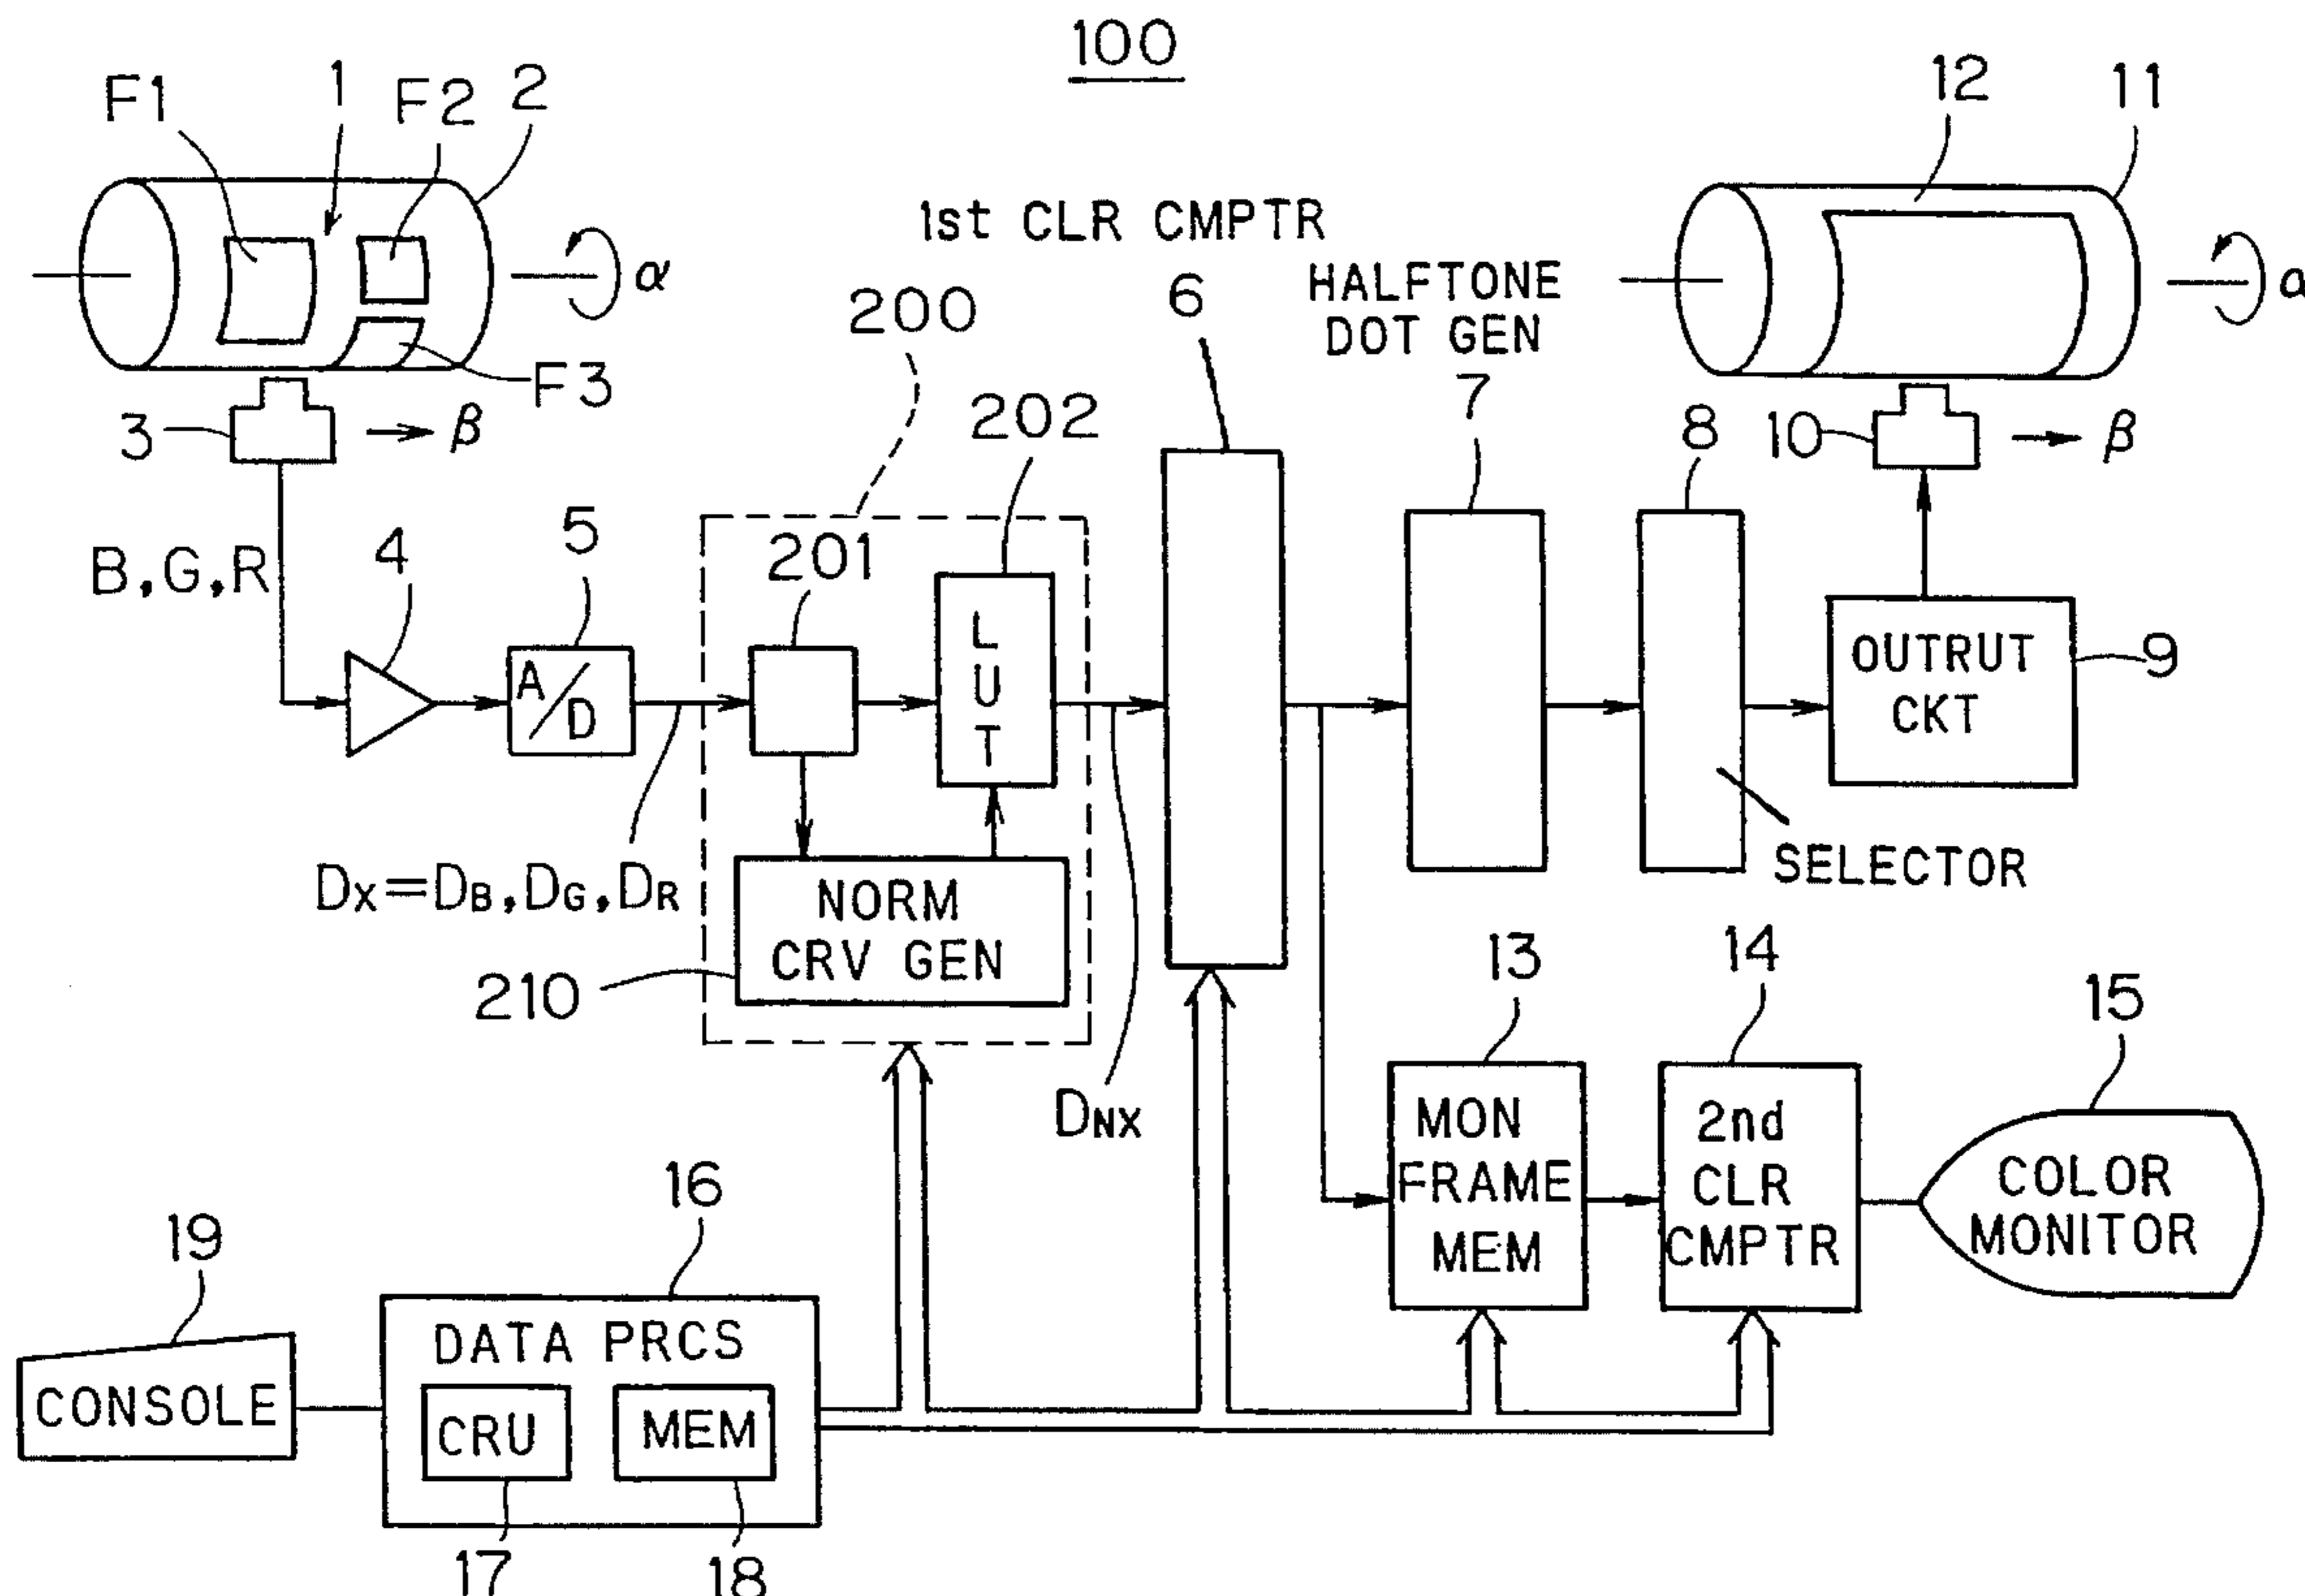 100
F1
1
F2
2
12
11
α
α
F3
3
β
1st CLR CMPTR
6
HALFTONE
DOT GEN
7
200
202
8
10
β
B,G,R
4
5
201
A/D
LUT
OUTRUT
CKT
9
SELECTOR
DX=DB,DG,DR
NORM
CRV GEN
210
DNX
13
14
15
MON
FRAME
MEM
2nd
CLR
CMPTR
COLOR
MONITOR
16
19
CONSOLE
DATA PRCS
CRU
MEM
17
18